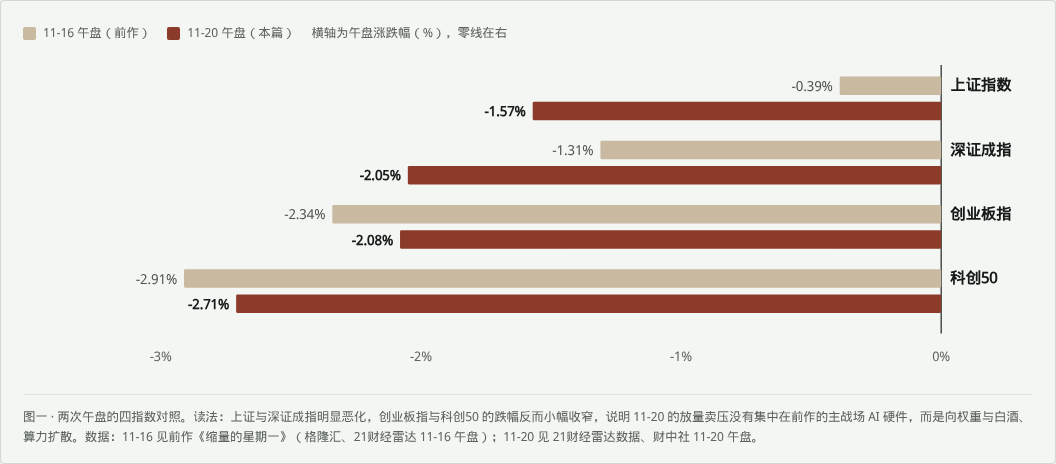 11-16 午盘（前作） 11-20 午盘（本篇） 横轴为午盘涨跌幅（%），零线在右
-0.39% 上证指数
-1.57%
-1.31% 深证成指
-2.05%
-2.34% 创业板指
-2.08%
-2.91% 科创50
-2.71%
-3% -2% -1% 0%
图一 · 两次午盘的四指数对照。读法：上证与深证成指明显恶化，创业板指与科创50 的跌幅反而小幅收窄，说明 11-20 的放量卖压没有集中在前作的主战场 AI 硬件，而是向权重与白酒、
算力扩散。数据：11-16 见前作《缩量的星期一》（格隆汇、21财经雷达 11-16 午盘）；11-20 见 21财经雷达数据、财中社 11-20 午盘。